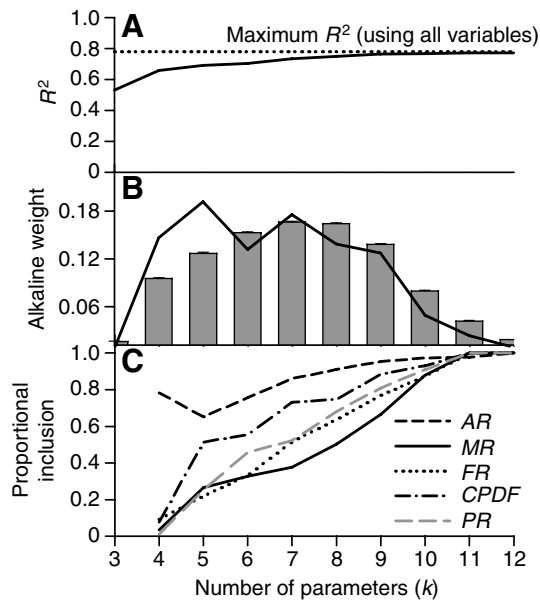 A
Maximum R² (using all variables)
1.0
0.8
0.6
0.4
0.2
0
R²
B
0.18
0.12
0.06
Alkaline weight
C
1.0
0.8
0.6
0.4
0.2
0
Proportional
inclusion
AR
MR
FR
CPDF
PR
3 4 5 6 7 8 9 10 11 12
Number of parameters (k)